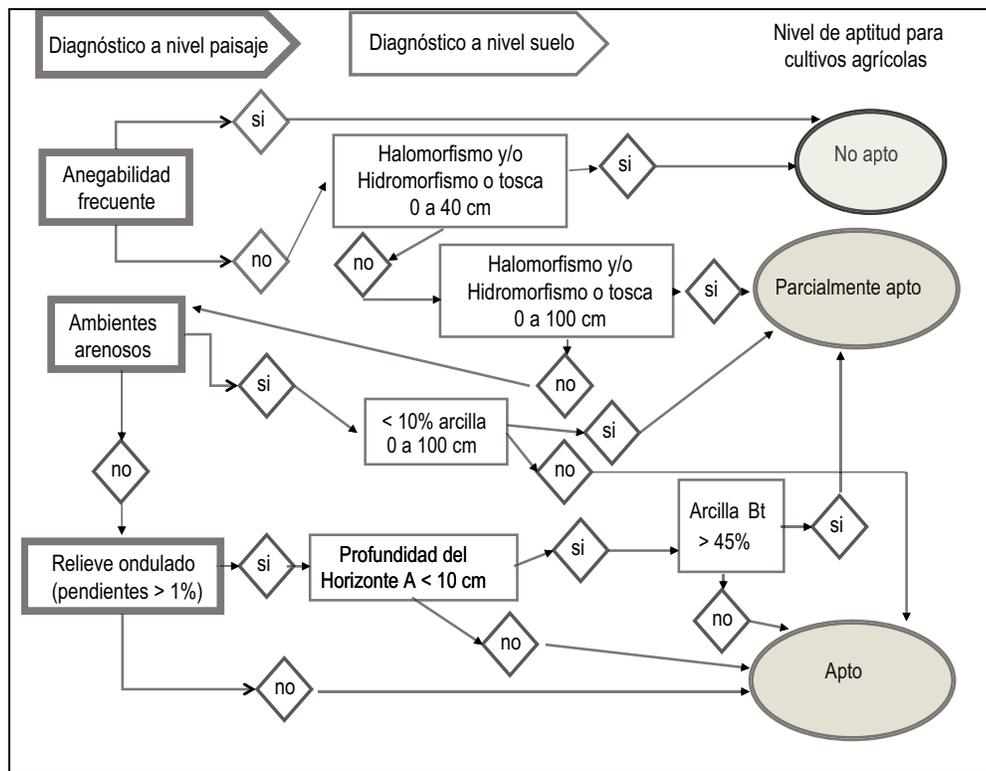 Diagnóstico a nivel paisaje
Diagnóstico a nivel suelo
Nivel de aptitud para
cultivos agrícolas
si
Anegabilidad
frecuente
no
Halomorfismo y/o
Hidromorfismo o tosca
0 a 40 cm
si
No apto
no
Halomorfismo y/o
Hidromorfismo o tosca
0 a 100 cm
si
Parcialmente apto
no
Ambientes
arenosos
si
< 10% arcilla
0 a 100 cm
si
no
no
Relieve ondulado
(pendientes > 1%)
si
Profundidad del
Horizonte A < 10 cm
si
Arcilla Bt
> 45%
si
no
no
no
Apto